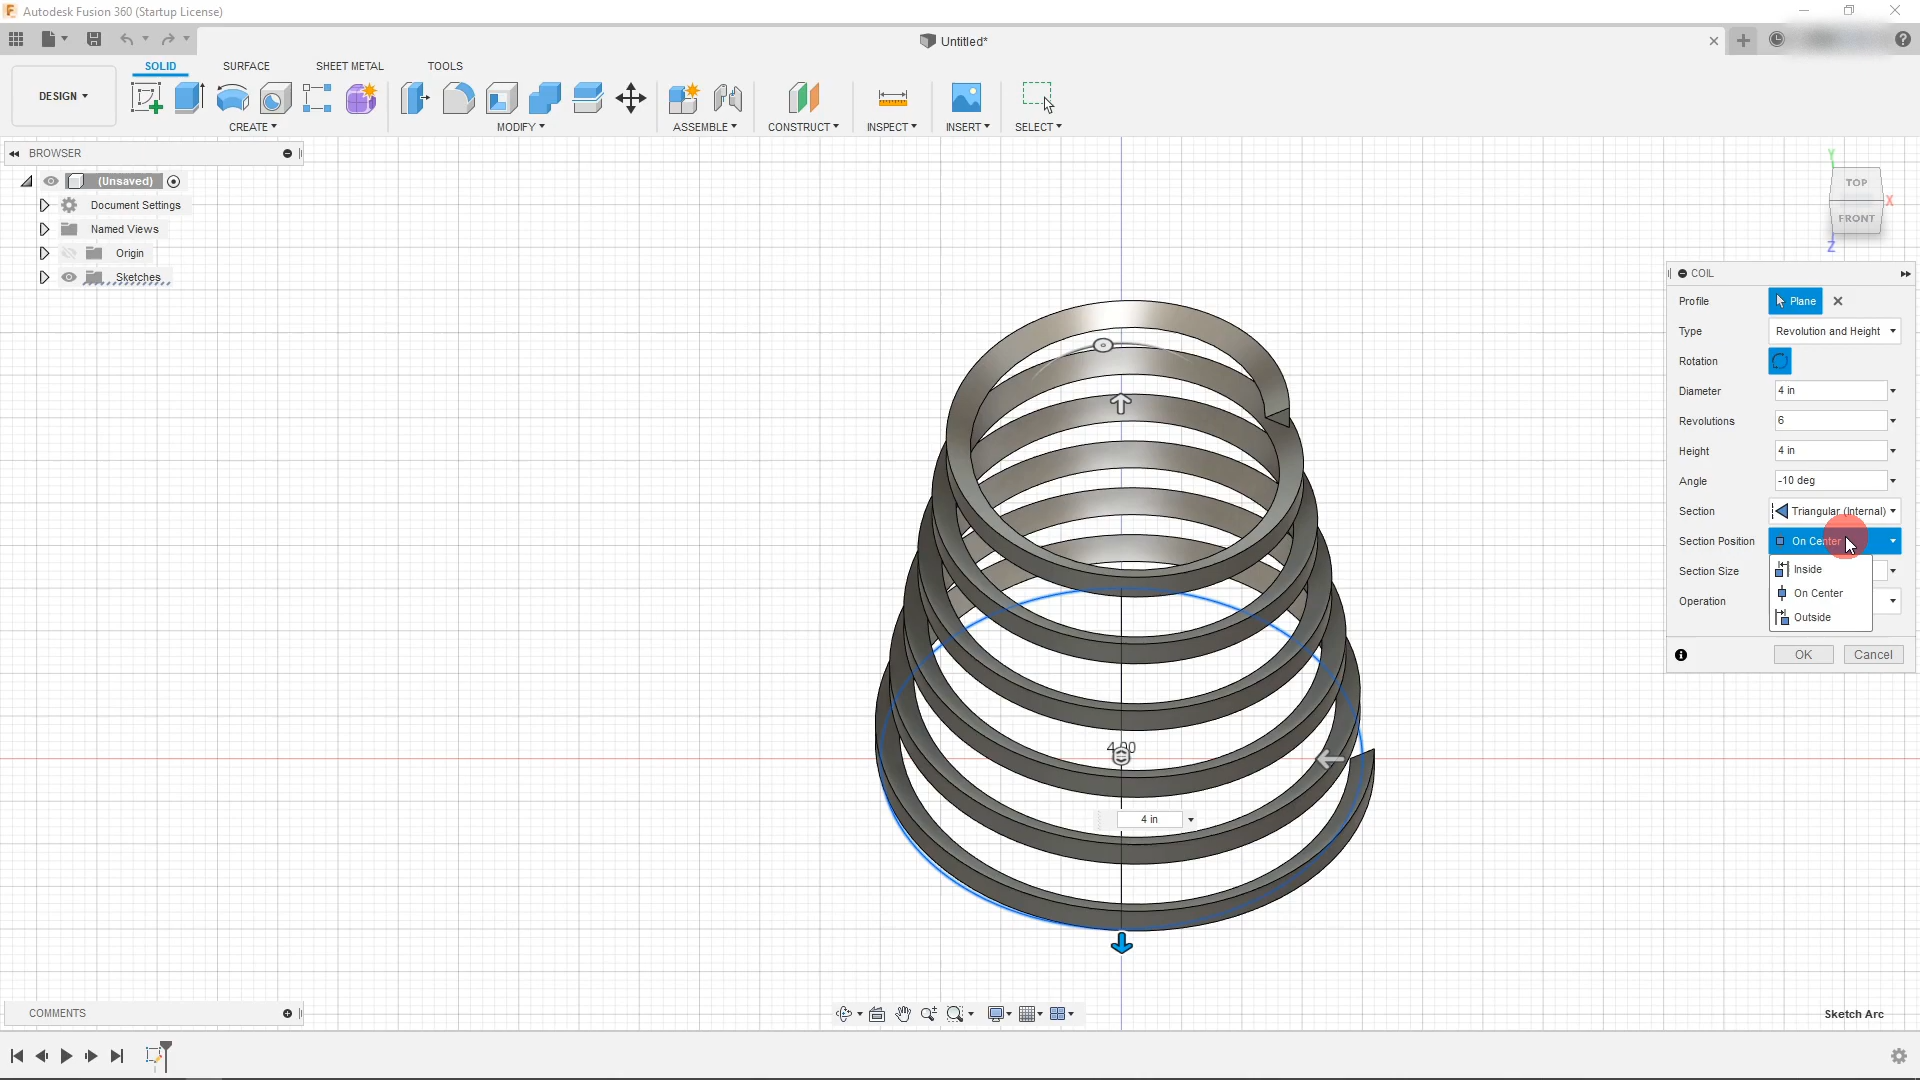 Autodesk Fusion 360 (Startup License)
Untitled*
DESIGN
SOLID
SURFACE
SHEET METAL
TOOLS
CREATE
MODIFY
ASSEMBLE
CONSTRUCT
INSPECT
INSERT
SELECT
BROWSER
(Unsaved)
Document Settings
Named Views
Origin
Sketches
Y
TOP
X
FRONT
Z
COIL
Profile Plane
Type Revolution and Height
Rotation
Diameter 4 in
Revolutions 6
Height 4 in
Angle -10 deg
Section Triangular (Internal)
Section Position On Center
Section Size Inside
On Center
Operation
Outside
OK Cancel
4.00
4 in
COMMENTS
Sketch Arc